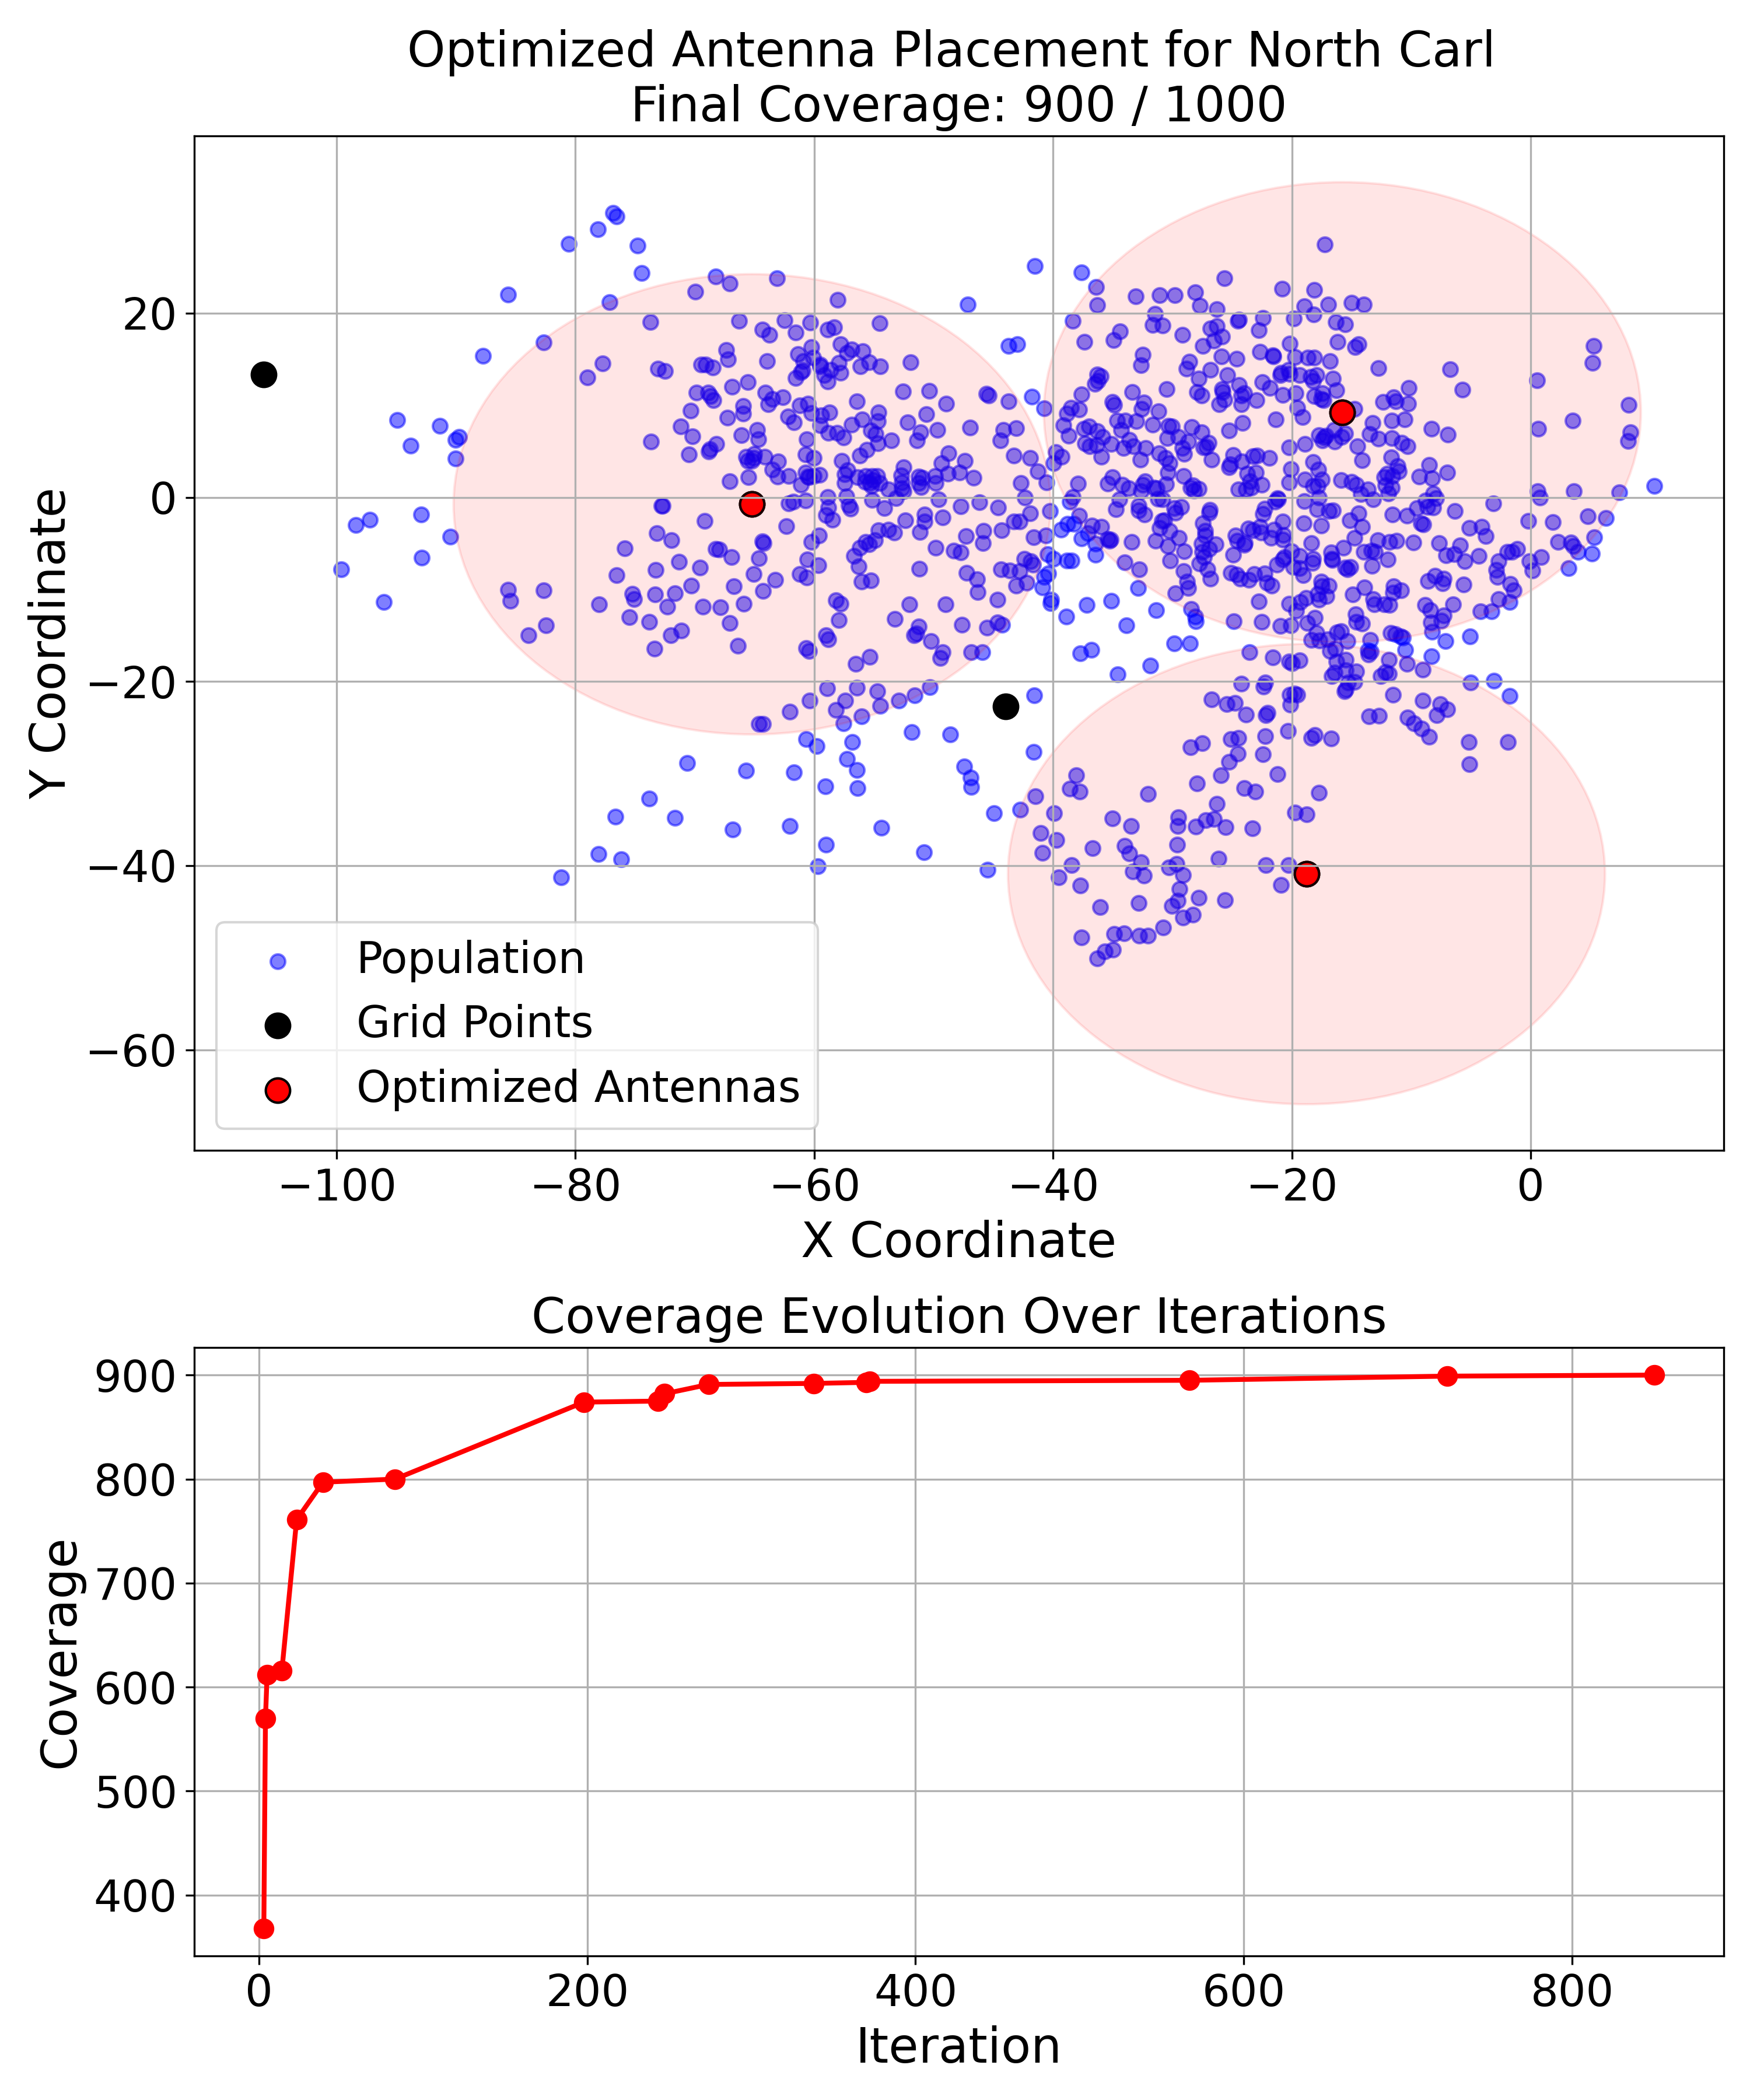 Optimized Antenna Placement for North Carl
Final Coverage: 900 / 1000
20
0
−20
−40
−60
Y Coordinate
Population
Grid Points
Optimized Antennas
−100 −80 −60 −40 −20 0
X Coordinate
Coverage Evolution Over Iterations
900
800
700
600
500
400
Coverage
0 200 400 600 800
Iteration